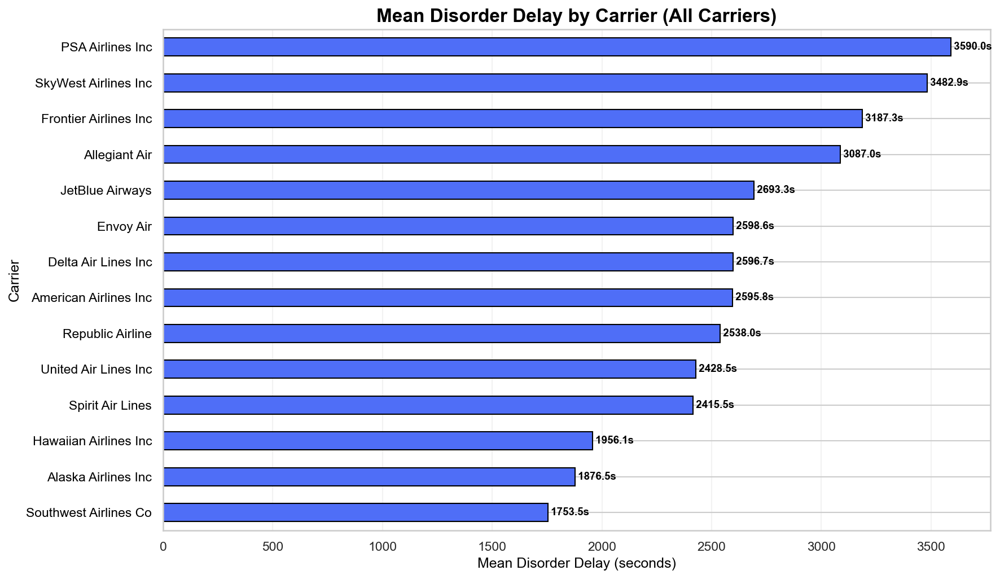 Mean Disorder Delay by Carrier (All Carriers)
PSA Airlines Inc 3590.0s
SkyWest Airlines Inc 3482.9s
Frontier Airlines Inc 3187.3s
Allegiant Air 3087.0s
JetBlue Airways 2693.3s
Envoy Air 2598.6s
Delta Air Lines Inc 2596.7s
American Airlines Inc 2595.8s
Republic Airline 2538.0s
United Air Lines Inc 2428.5s
Spirit Air Lines 2415.5s
Hawaiian Airlines Inc 1956.1s
Alaska Airlines Inc 1876.5s
Southwest Airlines Co 1753.5s
Carrier
0 500 1000 1500 2000 2500 3000 3500
Mean Disorder Delay (seconds)